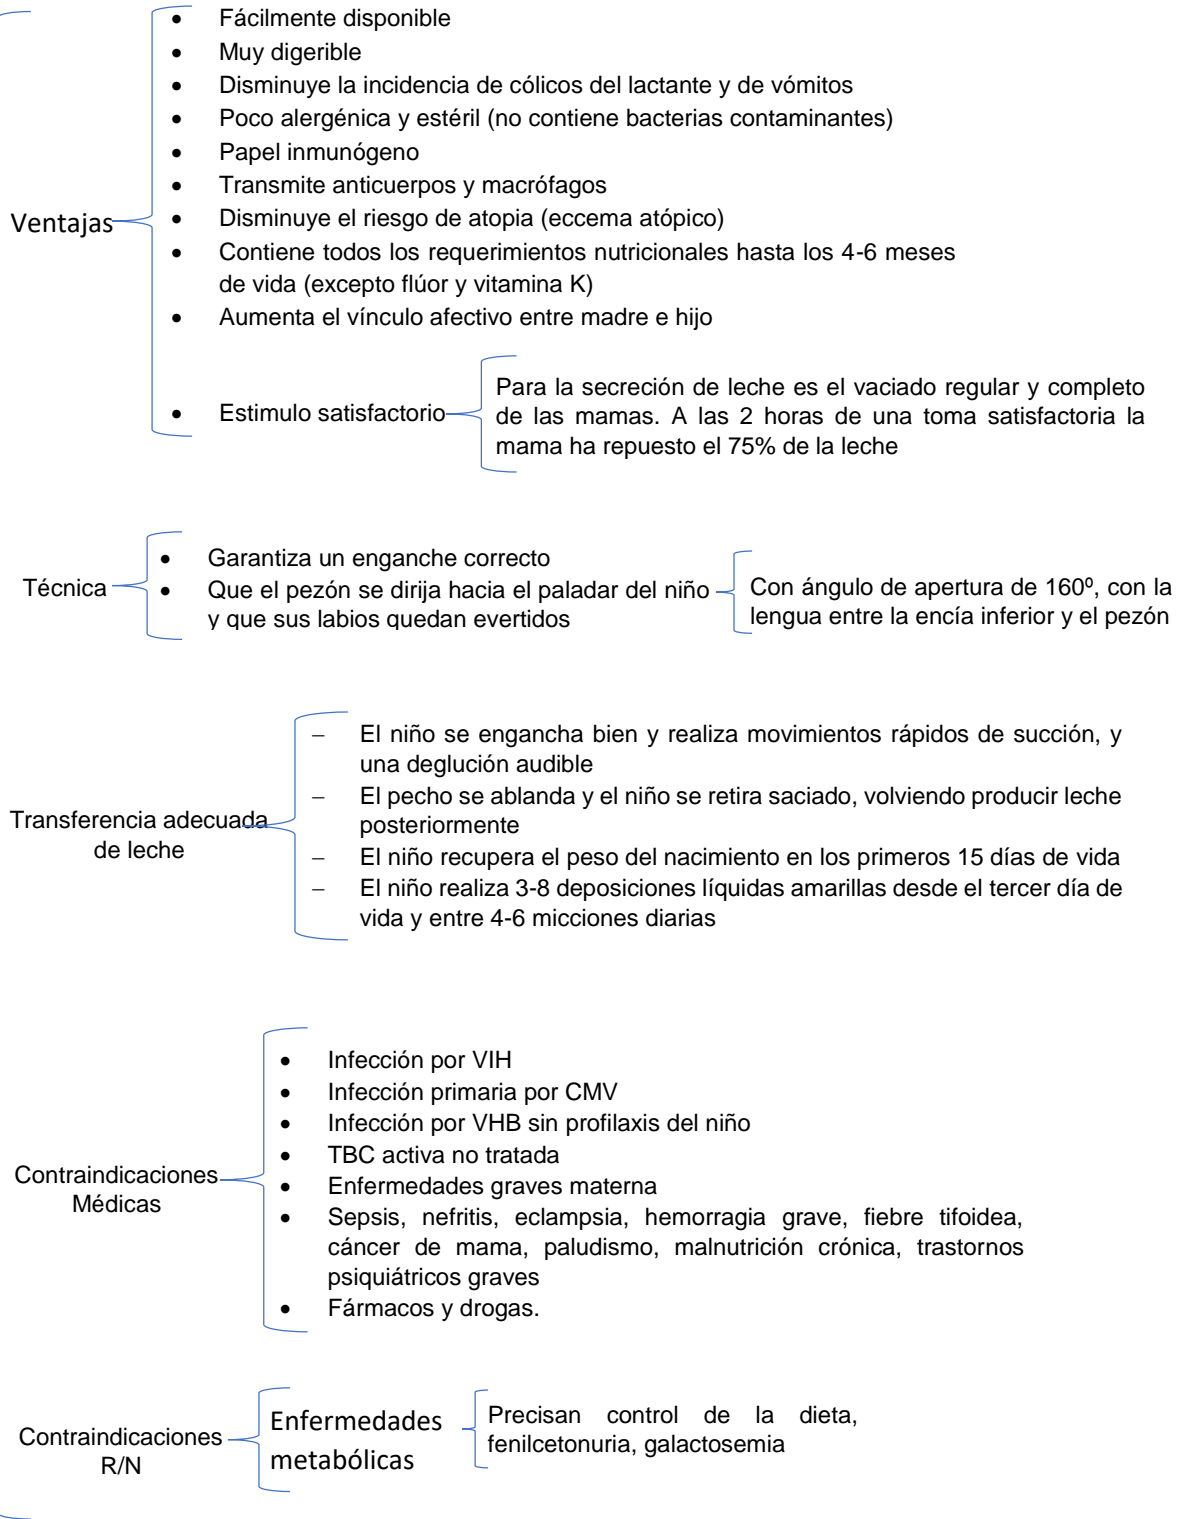 • Fácilmente disponible
• Muy digerible
• Disminuye la incidencia de cólicos del lactante y de vómitos
• Poco alergénica y estéril (no contiene bacterias contaminantes)
• Papel inmunógeno
• Transmite anticuerpos y macrófagos
Ventajas
• Disminuye el riesgo de atopia (eccema atópico)
• Contiene todos los requerimientos nutricionales hasta los 4-6 meses
de vida (excepto flúor y vitamina K)
• Aumenta el vínculo afectivo entre madre e hijo
• Estimulo satisfactorio
Para la secreción de leche es el vaciado regular y completo
de las mamas. A las 2 horas de una toma satisfactoria la
mama ha repuesto el 75% de la leche
Técnica
• Garantiza un enganche correcto
• Que el pezón se dirija hacia el paladar del niño
y que sus labios quedan evertidos
Con ángulo de apertura de 160º, con la
lengua entre la encía inferior y el pezón
Transferencia adecuada
de leche
– El niño se engancha bien y realiza movimientos rápidos de succión, y
una deglución audible
– El pecho se ablanda y el niño se retira saciado, volviendo producir leche
posteriormente
– El niño recupera el peso del nacimiento en los primeros 15 días de vida
– El niño realiza 3-8 deposiciones líquidas amarillas desde el tercer día de
vida y entre 4-6 micciones diarias
Contraindicaciones
Médicas
• Infección por VIH
• Infección primaria por CMV
• Infección por VHB sin profilaxis del niño
• TBC activa no tratada
• Enfermedades graves materna
• Sepsis, nefritis, eclampsia, hemorragia grave, fiebre tifoidea,
cáncer de mama, paludismo, malnutrición crónica, trastornos
psiquiátricos graves
• Fármacos y drogas.
Contraindicaciones
R/N
Enfermedades
metabólicas
Precisan control de la dieta,
fenilcetonuria, galactosemia